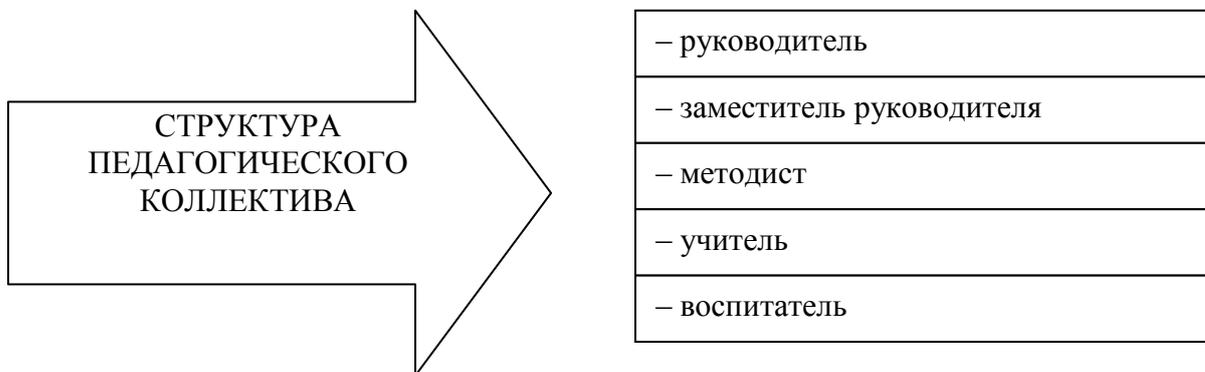 СТРУКТУРА
ПЕДАГОГИЧЕСКОГО
КОЛЛЕКТИВА
– руководитель
– заместитель руководителя
– методист
– учитель
– воспитатель